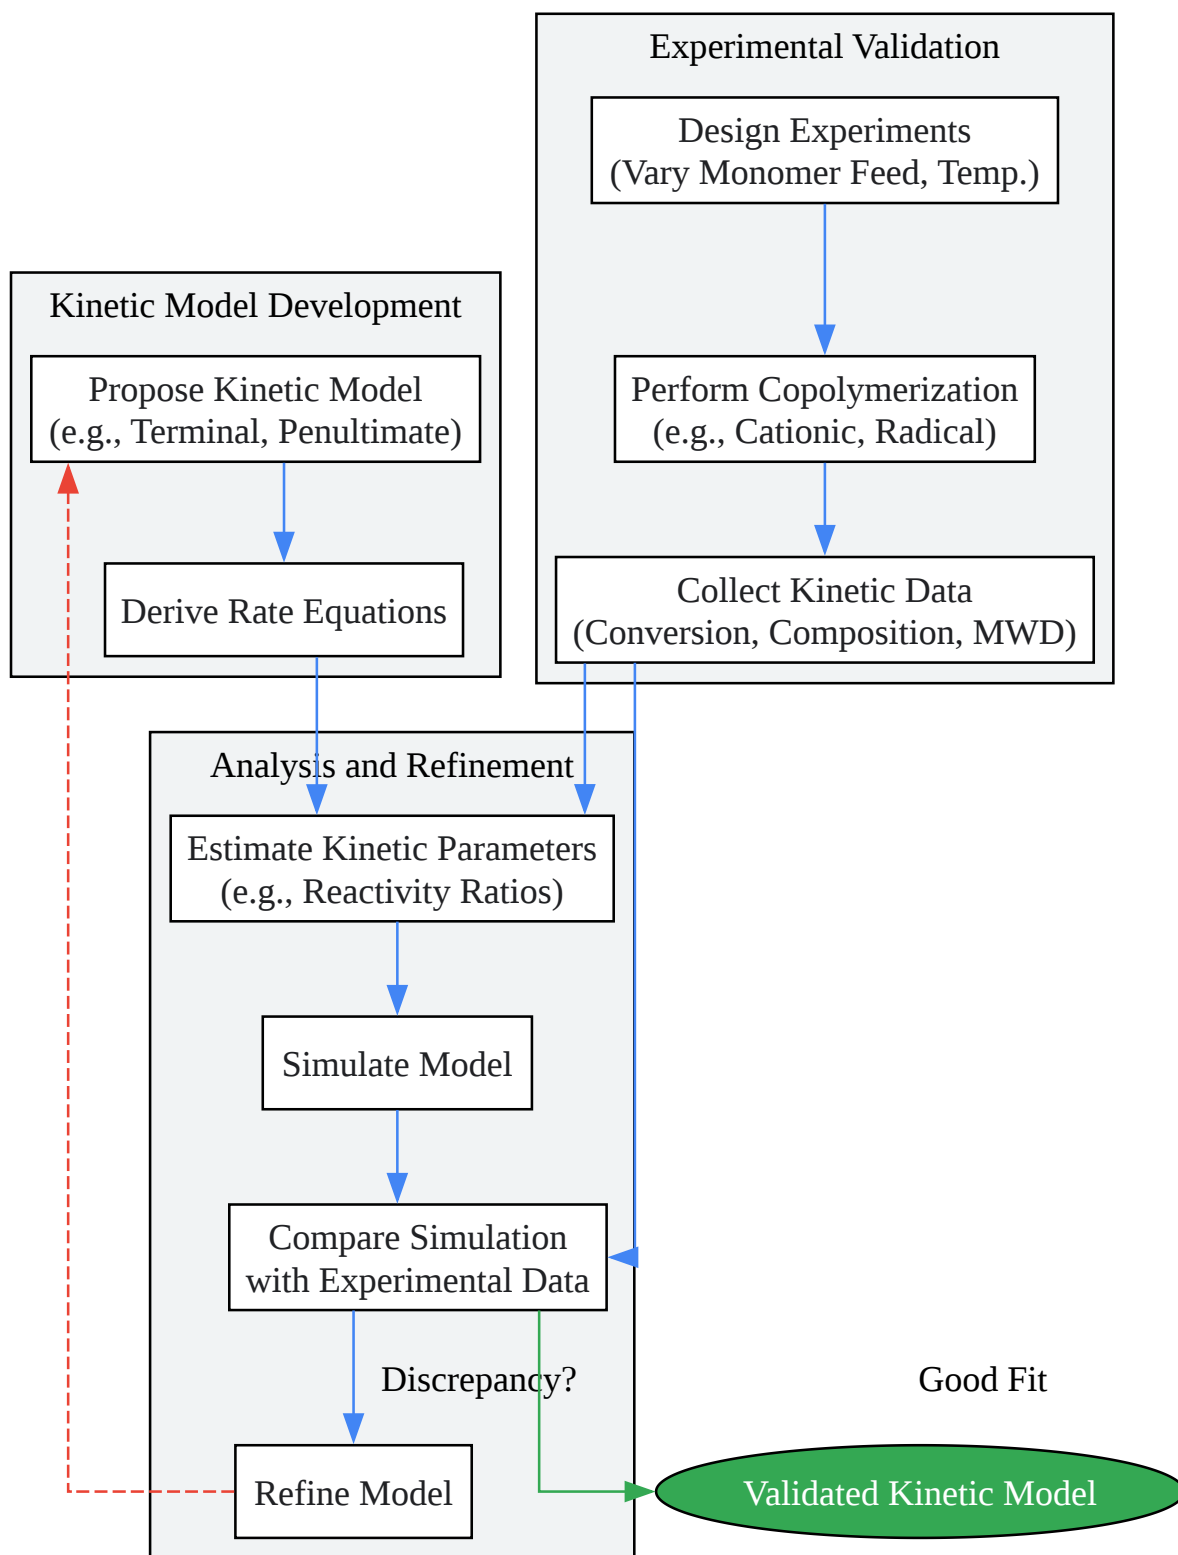 Experimental Validation
Design Experiments
(Vary Monomer Feed, Temp.)
Kinetic Model Development
Propose Kinetic Model
(e.g., Terminal, Penultimate)
Perform Copolymerization
(e.g., Cationic, Radical)
Derive Rate Equations
Collect Kinetic Data
(Conversion, Composition, MWD)
Analysis and Refinement
Estimate Kinetic Parameters
(e.g., Reactivity Ratios)
Simulate Model
Compare Simulation
with Experimental Data
Discrepancy?
Good Fit
Refine Model
Validated Kinetic Model